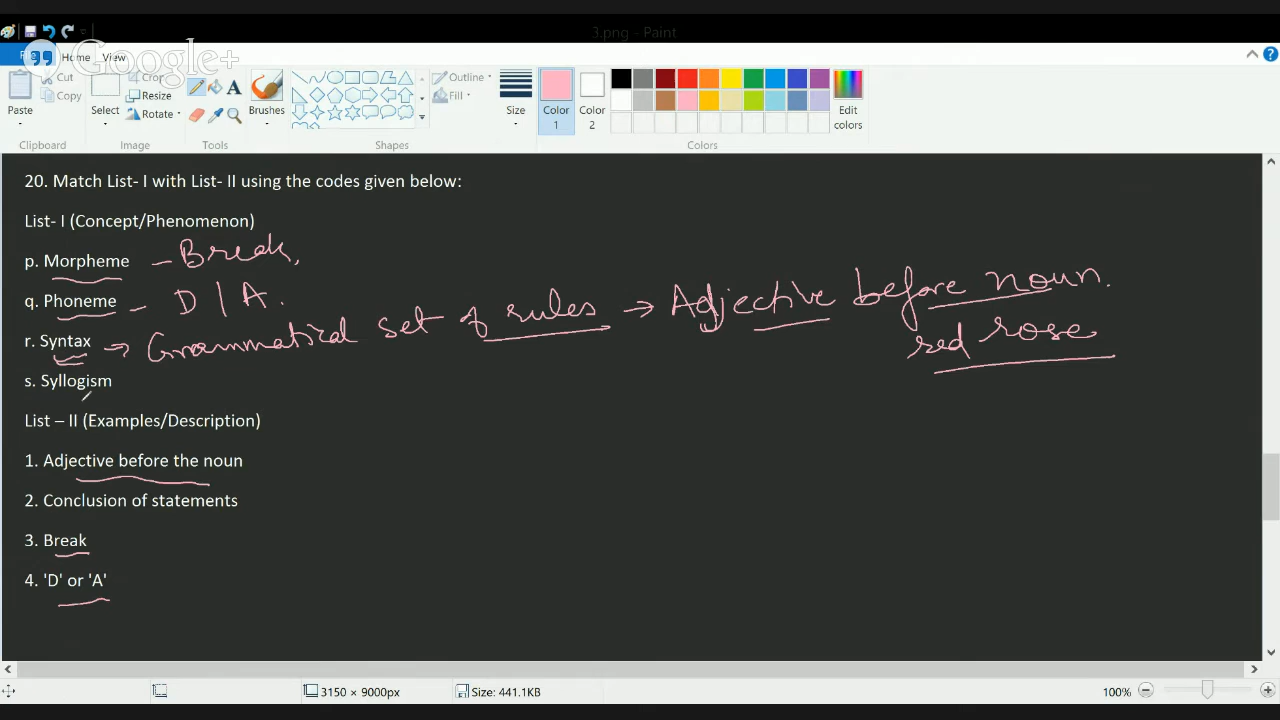 3.png - Paint
Google+
File Home View
Paste
Cut
Copy
Clipboard
Select
Crop
Resize
Rotate
Image
A
Tools
Brushes
Shapes
Outline
Fill
Size
Color 1
Color 2
Edit colors
Colors
20. Match List- I with List- II using the codes given below:
List- I (Concept/Phenomenon)
p. Morpheme – Break.
q. Phoneme – D / A.
r. Syntax → Grammatical set of rules → Adjective before noun.
red rose
s. Syllogism
List – II (Examples/Description)
1. Adjective before the noun
2. Conclusion of statements
3. Break
4. 'D' or 'A'
3150 × 9000px
Size: 441.1KB
100%